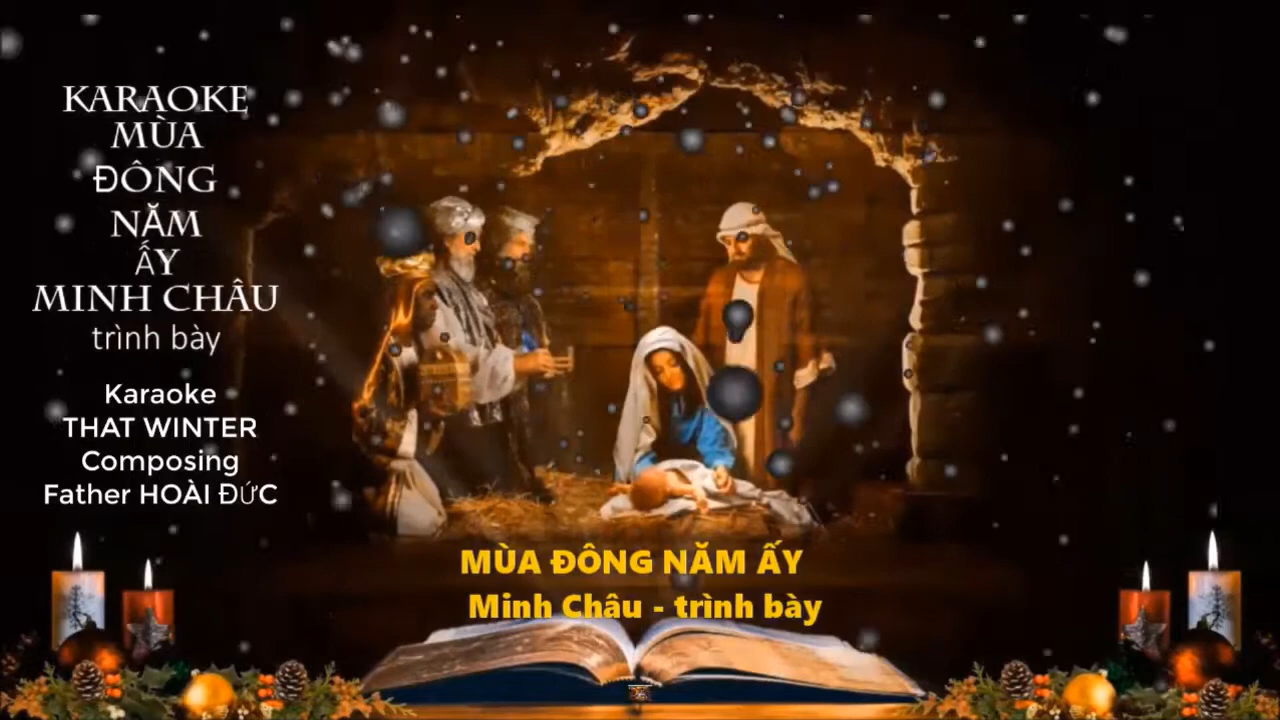 KARAOKE
MÙA
ĐÔNG
NĂM
ẤY
MINH CHÂU
trình bày
Karaoke
THAT WINTER
Composing
Father HOÀI ĐỨC
MÙA ĐÔNG NĂM ẤY
Minh Châu - trình bày